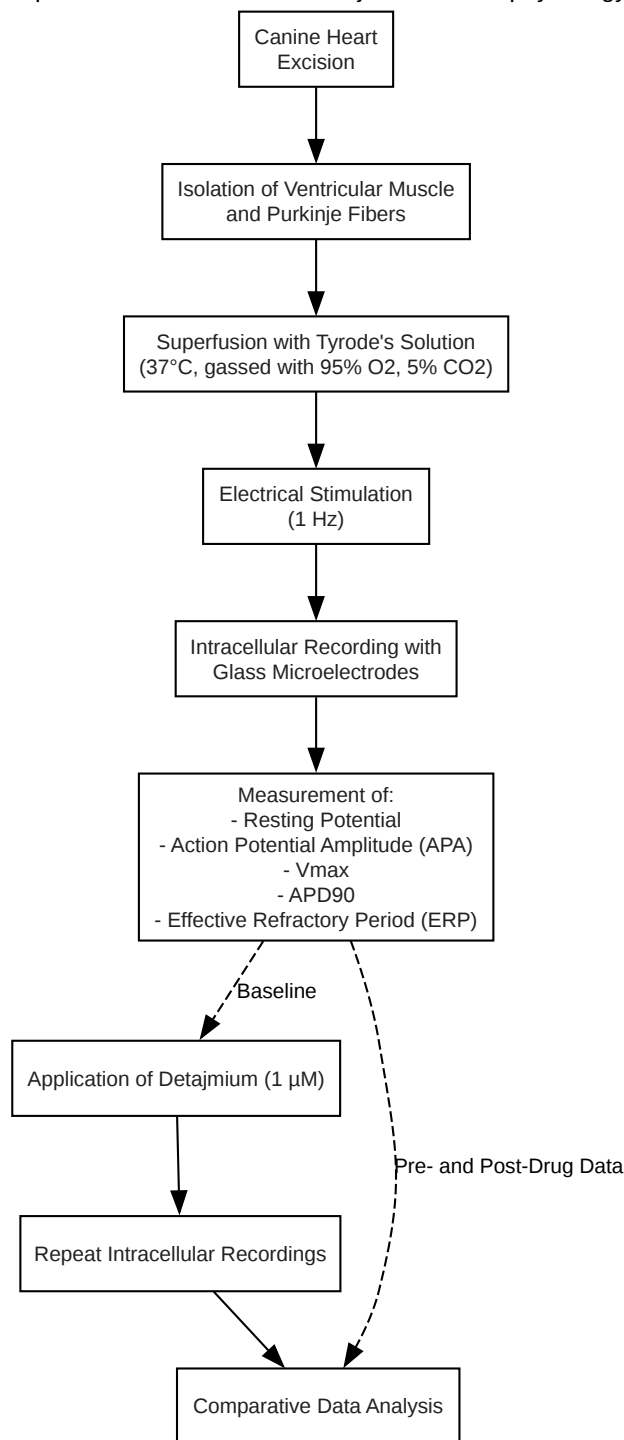 Canine Heart
Excision
Isolation of Ventricular Muscle
and Purkinje Fibers
Superfusion with Tyrode's Solution
(37°C, gassed with 95% O2, 5% CO2)
Electrical Stimulation
(1 Hz)
Intracellular Recording with
Glass Microelectrodes
Measurement of:
- Resting Potential
- Action Potential Amplitude (APA)
- Vmax
- APD90
- Effective Refractory Period (ERP)
Baseline
Application of Detajmium (1 µM)
Pre- and Post-Drug Data
Repeat Intracellular Recordings
Comparative Data Analysis